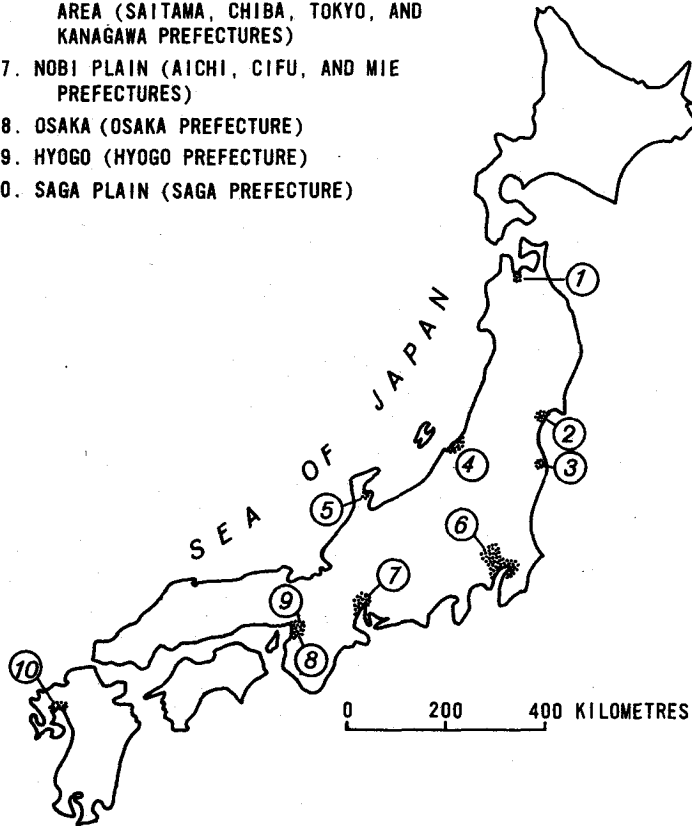 AREA (SAITAMA, CHIBA, TOKYO, AND
KANAGAWA PREFECTURES)
7. NOBI PLAIN (AICHI, CIFU, AND MIE
PREFECTURES)
8. OSAKA (OSAKA PREFECTURE)
9. HYOGO (HYOGO PREFECTURE)
0. SAGA PLAIN (SAGA PREFECTURE)
1
SEA OF JAPAN
2
4
3
5
6
7
9
8
10
0 200 400 KILOMETRES